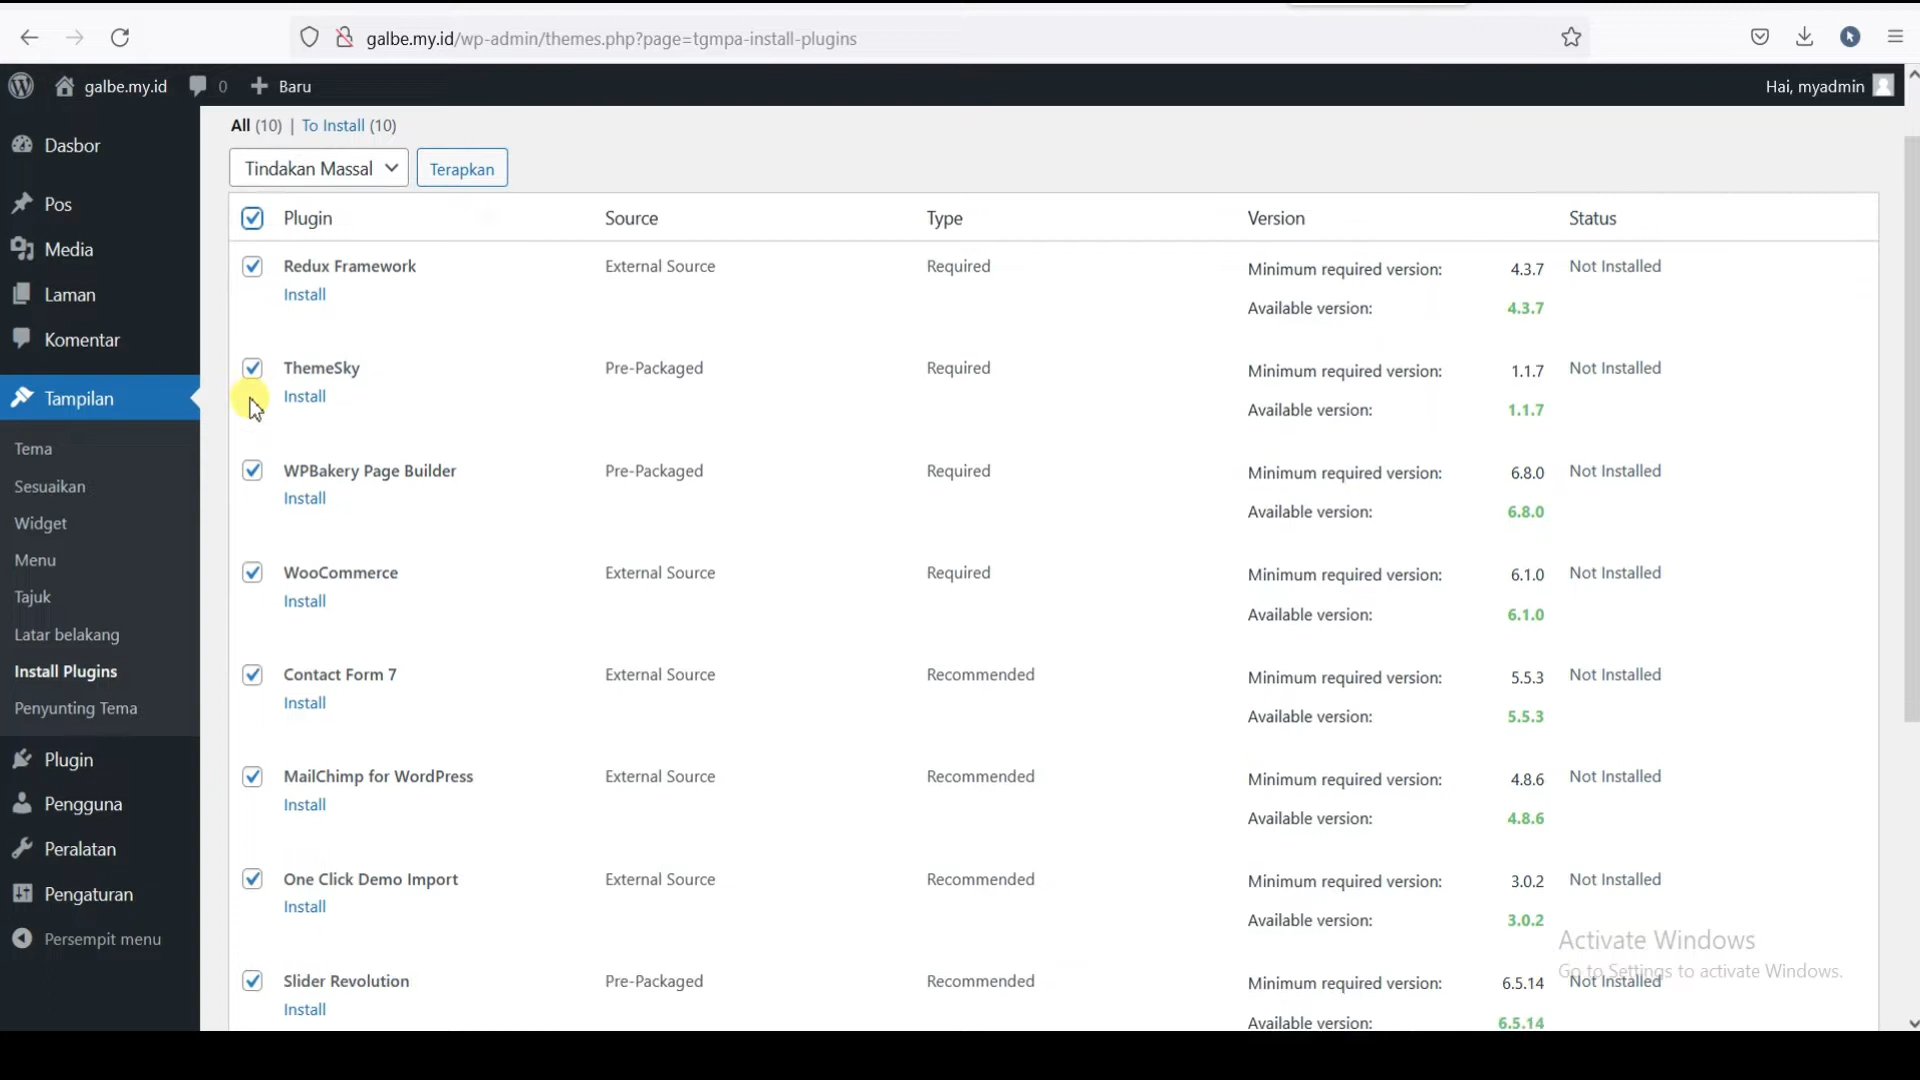 galbe.my.id/wp-admin/themes.php?page=tgmpa-install-plugins
galbe.my.id 0 Baru Hai, myadmin
All (10) | To Install (10)
Tindakan Massal Terapkan
Plugin Source Type Version Status
Redux Framework External Source Required Minimum required version: 4.3.7 Not Installed
Install Available version: 4.3.7
ThemeSky Pre-Packaged Required Minimum required version: 1.1.7 Not Installed
Install Available version: 1.1.7
WPBakery Page Builder Pre-Packaged Required Minimum required version: 6.8.0 Not Installed
Install Available version: 6.8.0
WooCommerce External Source Required Minimum required version: 6.1.0 Not Installed
Install Available version: 6.1.0
Contact Form 7 External Source Recommended Minimum required version: 5.5.3 Not Installed
Install Available version: 5.5.3
MailChimp for WordPress External Source Recommended Minimum required version: 4.8.6 Not Installed
Install Available version: 4.8.6
One Click Demo Import External Source Recommended Minimum required version: 3.0.2 Not Installed
Install Available version: 3.0.2
Slider Revolution Pre-Packaged Recommended Minimum required version: 6.5.14 Not Installed
Install Available version: 6.5.14
Dasbor
Pos
Media
Laman
Komentar
Tampilan
Tema
Sesuaikan
Widget
Menu
Tajuk
Latar belakang
Install Plugins
Penyunting Tema
Plugin
Pengguna
Peralatan
Pengaturan
Persempit menu
Activate Windows
Go to Settings to activate Windows.